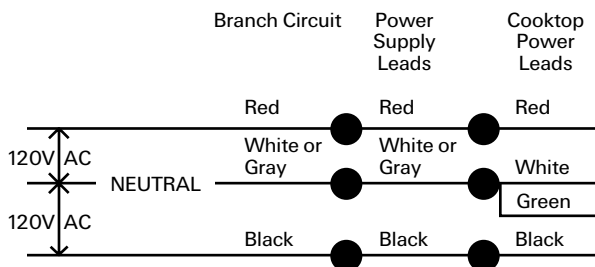 Branch Circuit Power Supply Leads Cooktop Power Leads
Red Red Red
120V AC
White or Gray White or Gray White
NEUTRAL
Green
120V AC
Black Black Black